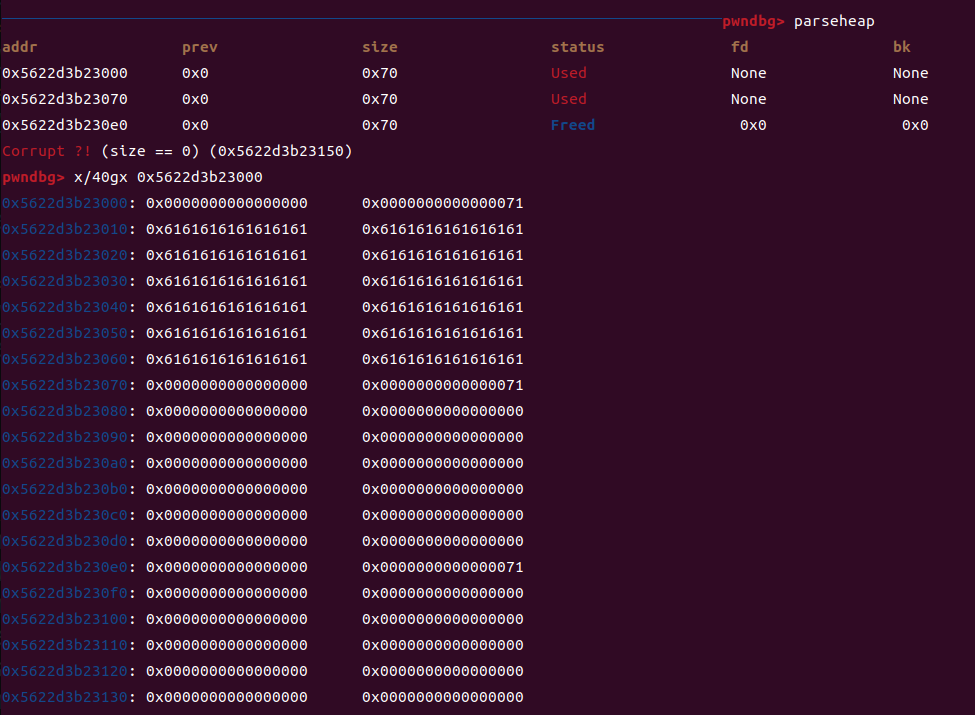 pwndbg> parseheap
addr prev size status fd bk
0x5622d3b23000 0x0 0x70 Used None None
0x5622d3b23070 0x0 0x70 Used None None
0x5622d3b230e0 0x0 0x70 Freed 0x0 0x0
Corrupt ?! (size == 0) (0x5622d3b23150)
pwndbg> x/40gx 0x5622d3b23000
0x5622d3b23000: 0x0000000000000000 0x0000000000000071
0x5622d3b23010: 0x6161616161616161 0x6161616161616161
0x5622d3b23020: 0x6161616161616161 0x6161616161616161
0x5622d3b23030: 0x6161616161616161 0x6161616161616161
0x5622d3b23040: 0x6161616161616161 0x6161616161616161
0x5622d3b23050: 0x6161616161616161 0x6161616161616161
0x5622d3b23060: 0x6161616161616161 0x6161616161616161
0x5622d3b23070: 0x0000000000000000 0x0000000000000071
0x5622d3b23080: 0x0000000000000000 0x0000000000000000
0x5622d3b23090: 0x0000000000000000 0x0000000000000000
0x5622d3b230a0: 0x0000000000000000 0x0000000000000000
0x5622d3b230b0: 0x0000000000000000 0x0000000000000000
0x5622d3b230c0: 0x0000000000000000 0x0000000000000000
0x5622d3b230d0: 0x0000000000000000 0x0000000000000000
0x5622d3b230e0: 0x0000000000000000 0x0000000000000071
0x5622d3b230f0: 0x0000000000000000 0x0000000000000000
0x5622d3b23100: 0x0000000000000000 0x0000000000000000
0x5622d3b23110: 0x0000000000000000 0x0000000000000000
0x5622d3b23120: 0x0000000000000000 0x0000000000000000
0x5622d3b23130: 0x0000000000000000 0x0000000000000000